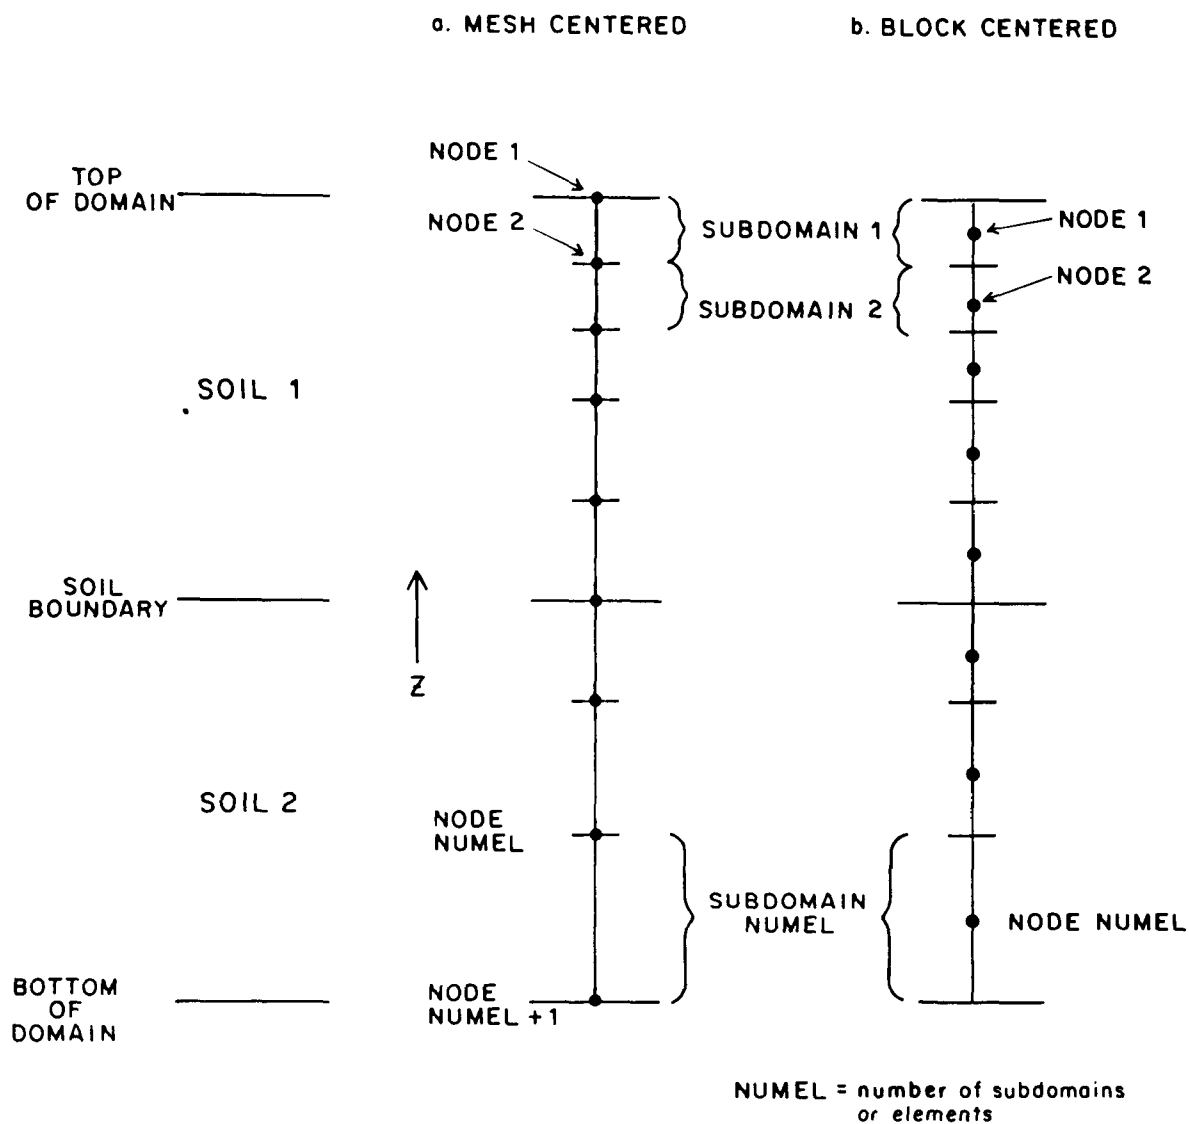 a. MESH CENTERED
b. BLOCK CENTERED
NODE 1
TOP
OF DOMAIN
NODE 2
SUBDOMAIN 1
NODE 1
NODE 2
SUBDOMAIN 2
SOIL 1
SOIL
BOUNDARY
Z
SOIL 2
NODE
NUMEL
SUBDOMAIN
NUMEL
NODE NUMEL
BOTTOM
OF
DOMAIN
NODE
NUMEL +1
NUMEL = number of subdomains
or elements